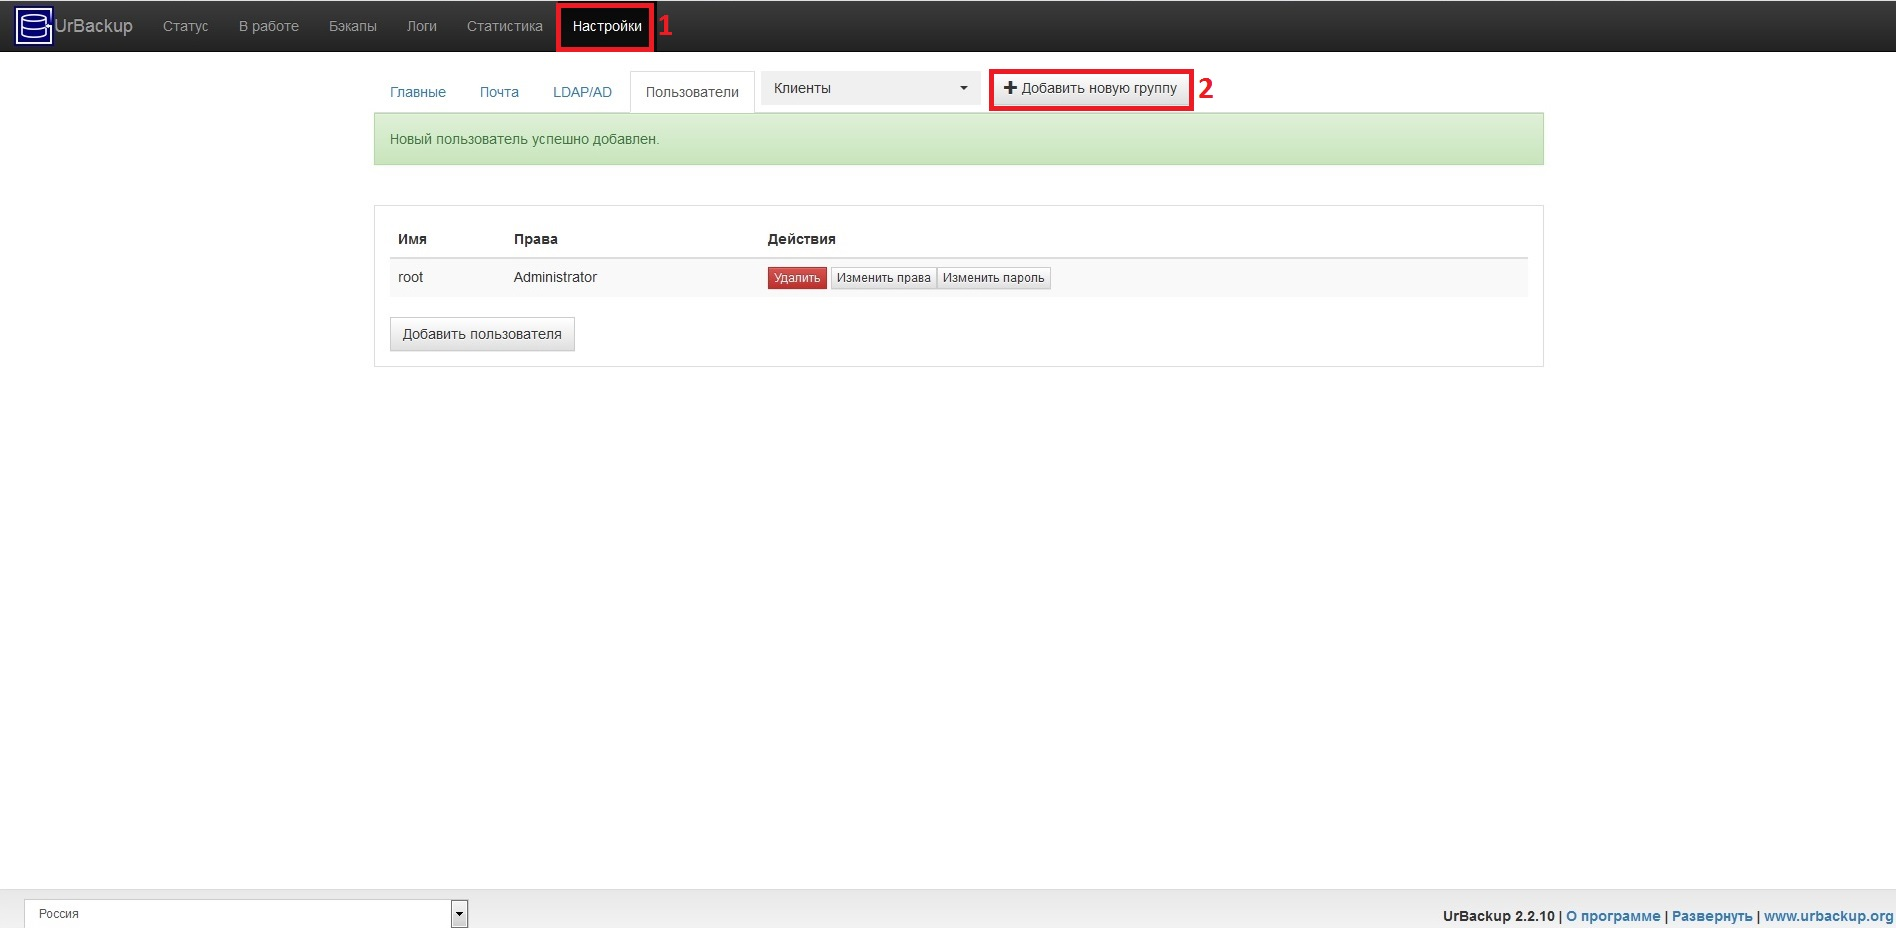 UrBackup Статус В работе Бэкапы Логи Статистика Настройки 1
Главные Почта LDAP/AD Пользователи Клиенты Добавить новую группу 2
Новый пользователь успешно добавлен.
Имя Права Действия
root Administrator Удалить Изменить права Изменить пароль
Добавить пользователя
Россия UrBackup 2.2.10 | О программе | Развернуть | www.urbackup.org